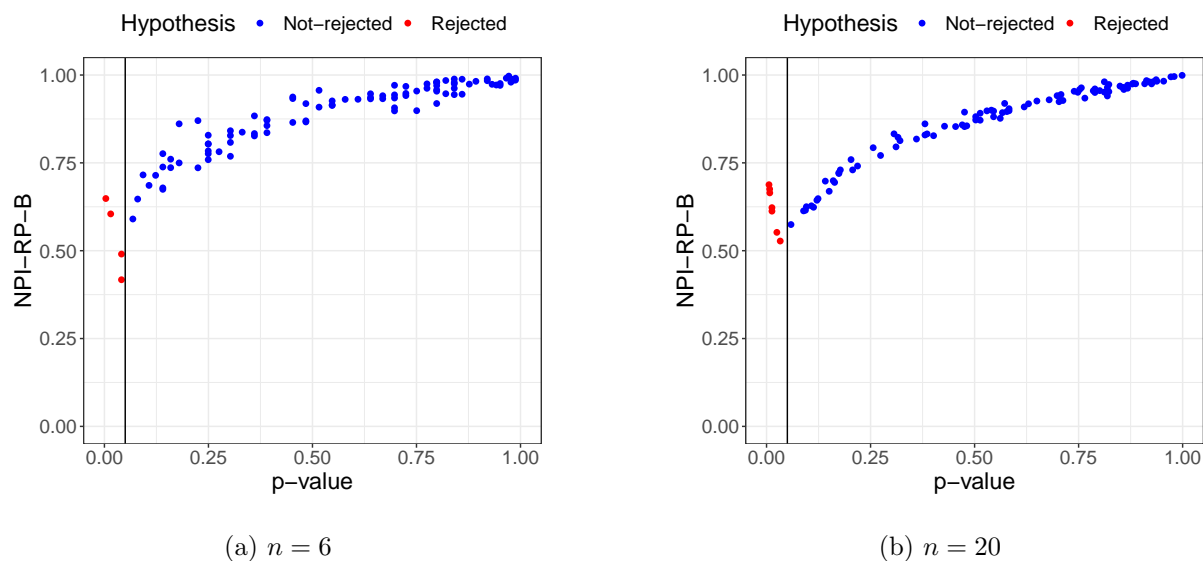 Hypothesis Not−rejected Rejected
1.00
0.75
0.50
0.25
0.00
NPI−RP−B
0.00 0.25 0.50 0.75 1.00
p−value
(a) n = 6
Hypothesis Not−rejected Rejected
1.00
0.75
0.50
0.25
0.00
NPI−RP−B
0.00 0.25 0.50 0.75 1.00
p−value
(b) n = 20